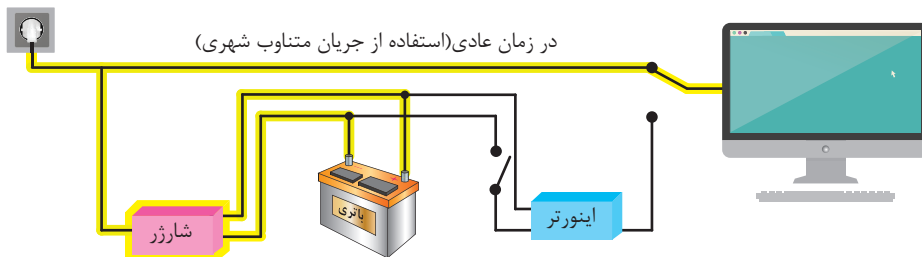 در زمان عادی(استفاده از جریان متناوب شهری)
باتری
شارژر
اینورتر